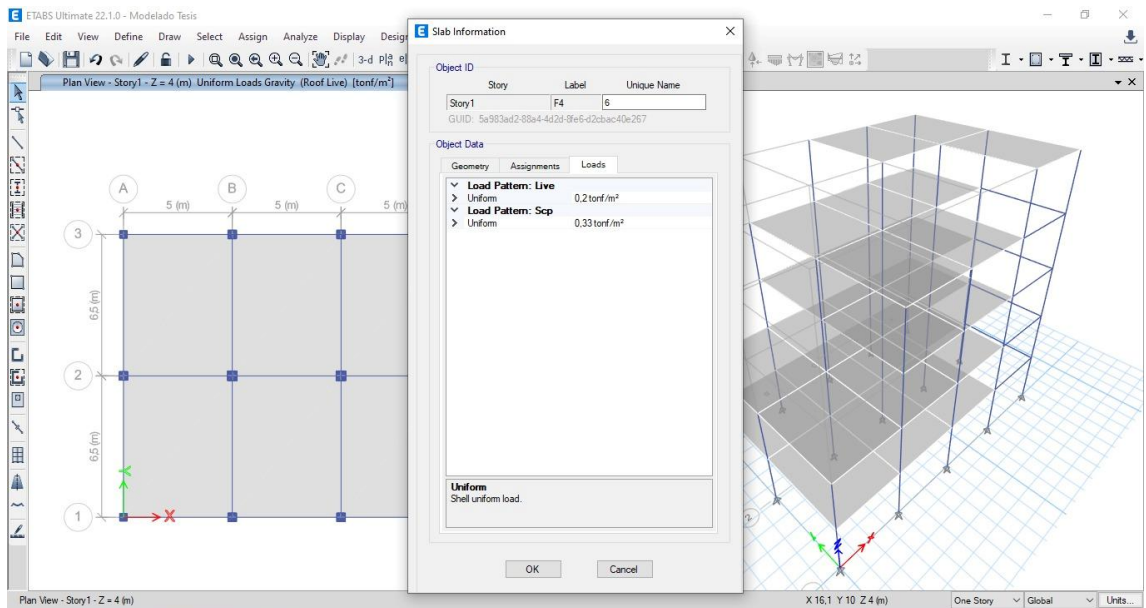 ETABS Ultimate 22.1.0 - Modelado Tesis
File Edit View Define Draw Select Assign Analyze Display Design
3-d
Plan View - Story1 - Z = 4 (m) Uniform Loads Gravity (Roof Live) [tonf/m²]
A B C
5 (m) 5 (m) 5 (m)
3
6,5 (m)
2
6,5 (m)
1
X
Slab Information
Object ID
Story Label Unique Name
Story1 F4 6
GUID: 5a983ad2-88a4-4d2d-8fe6-d2cbac40e267
Object Data
Geometry Assignments Loads
Load Pattern: Live
Uniform 0,2 tonf/m²
Load Pattern: Scp
Uniform 0,33 tonf/m²
Uniform
Shell uniform load.
OK Cancel
2
Plan View - Story1 - Z = 4 (m)
X 16,1 Y 10 Z 4 (m)
One Story Global Units...